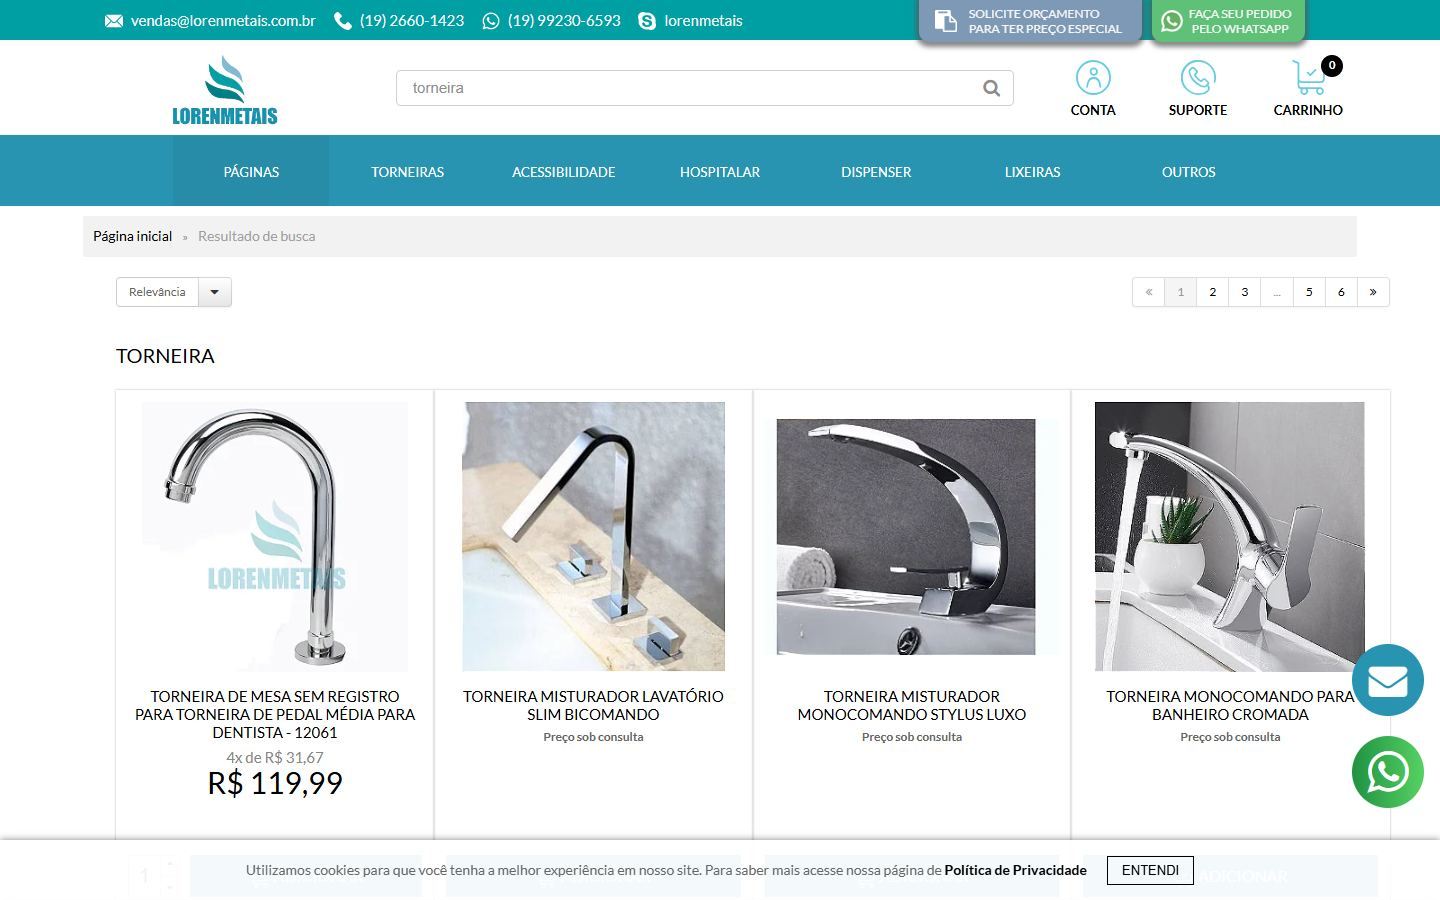 vendas@lorenmetais.com.br
(19) 2660-1423
(19) 99230-6593
lorenmetais
SOLICITE ORÇAMENTO
PARA TER PREÇO ESPECIAL
FAÇA SEU PEDIDO
PELO WHATSAPP
LORENMETAIS
torneira
CONTA
SUPORTE
0
CARRINHO
PÁGINAS
TORNEIRAS
ACESSIBILIDADE
HOSPITALAR
DISPENSER
LIXEIRAS
OUTROS
Página inicial » Resultado de busca
Relevância
« 1 2 3 ... 5 6 »
TORNEIRA
LORENMETAIS
TORNEIRA DE MESA SEM REGISTRO
PARA TORNEIRA DE PEDAL MÉDIA PARA
DENTISTA - 12061
4x de R$ 31,67
R$ 119,99
TORNEIRA MISTURADOR LAVATÓRIO
SLIM BICOMANDO
Preço sob consulta
TORNEIRA MISTURADOR
MONOCOMANDO STYLUS LUXO
Preço sob consulta
TORNEIRA MONOCOMANDO PARA
BANHEIRO CROMADA
Preço sob consulta
1
Utilizamos cookies para que você tenha a melhor experiência em nosso site. Para saber mais acesse nossa página de Política de Privacidade
ENTENDI
ADICIONAR